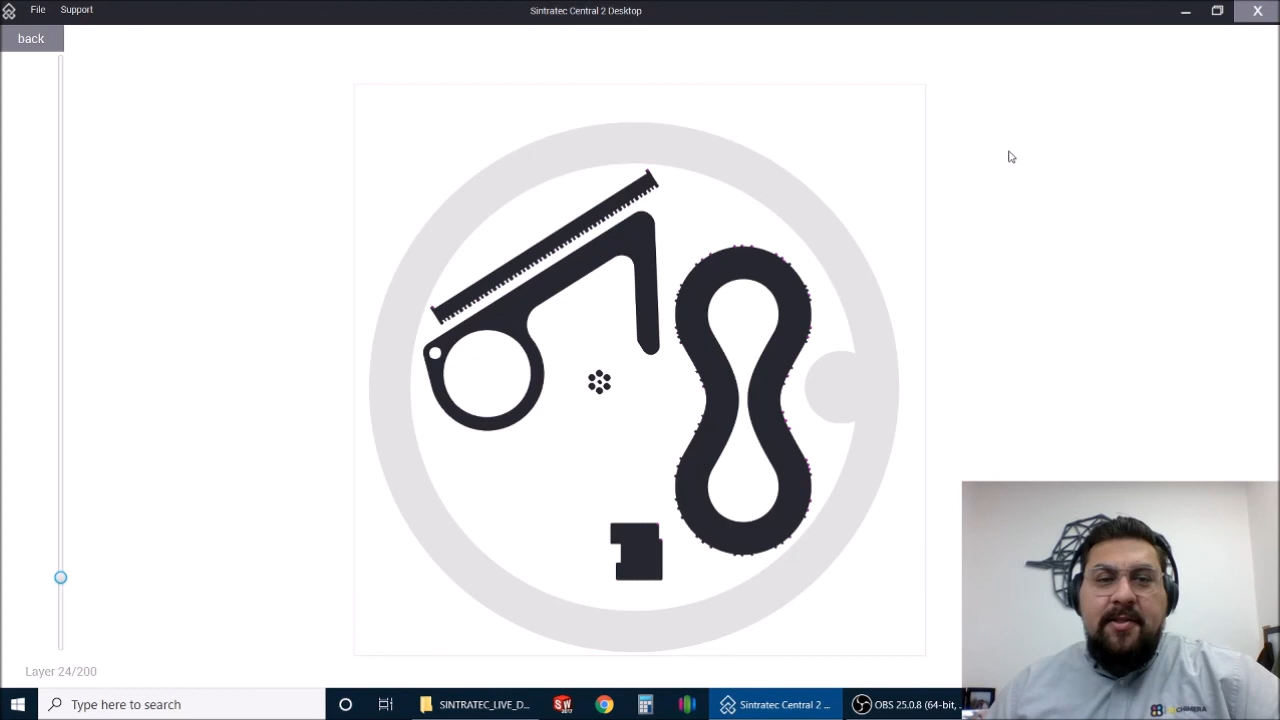 File Support Sintratec Central 2 Desktop X
back
Layer 24/200
Type here to search SINTRATEC_LIVE_D... Sintratec Central 2 ... OBS 25.0.8 (64-bit,
CHIMERA